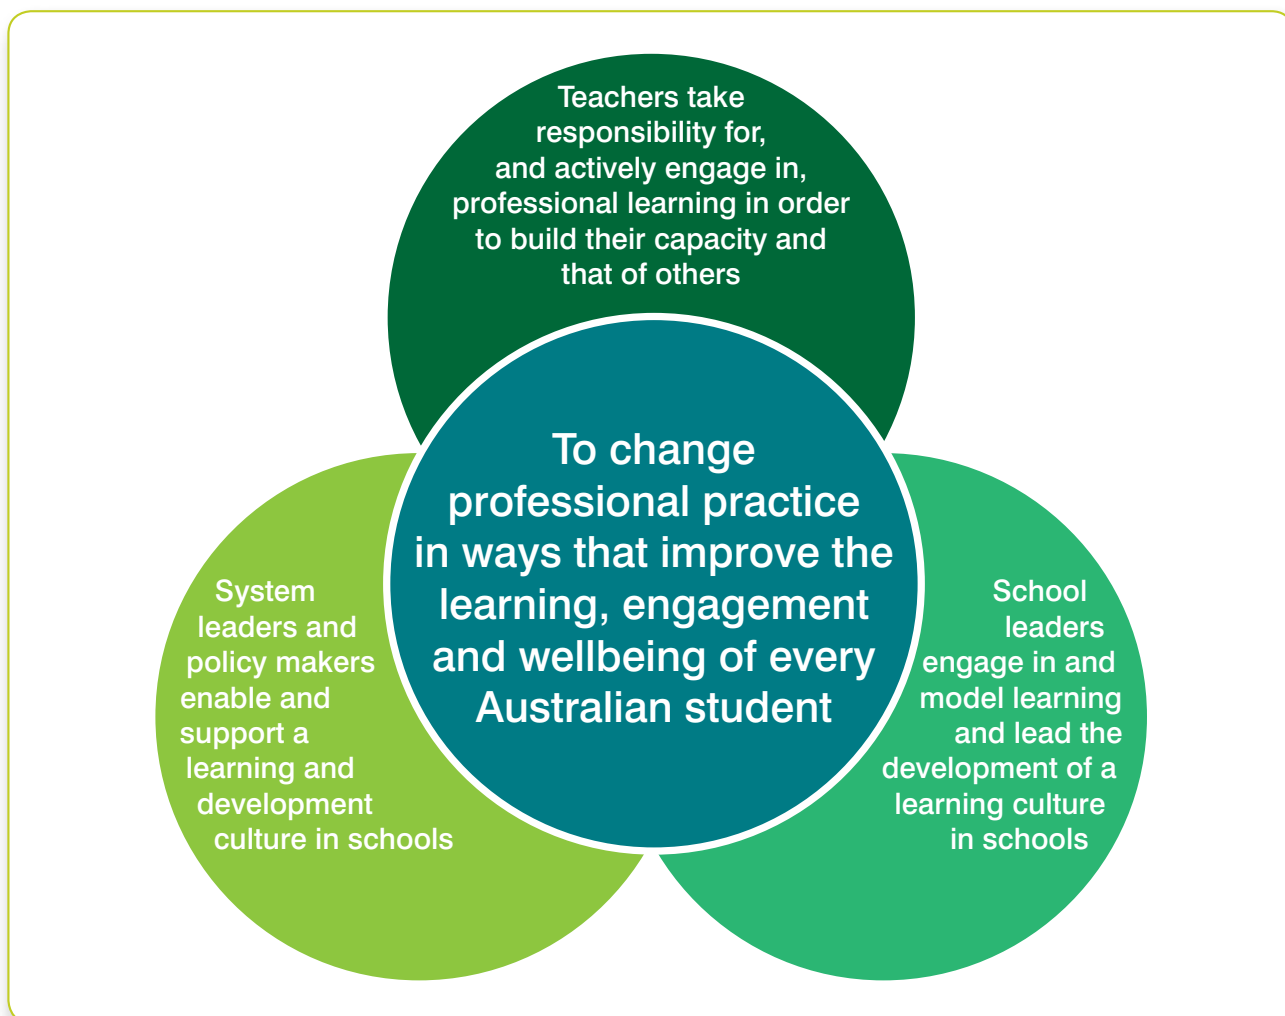 Teachers take
responsibility for,
and actively engage in,
professional learning in order
to build their capacity and
that of others
To change
professional practice
in ways that improve the
learning, engagement
and wellbeing of every
Australian student
System
leaders and
policy makers
enable and
support a
learning and
development
culture in schools
School
leaders
engage in and
model learning
and lead the
development of a
learning culture
in schools